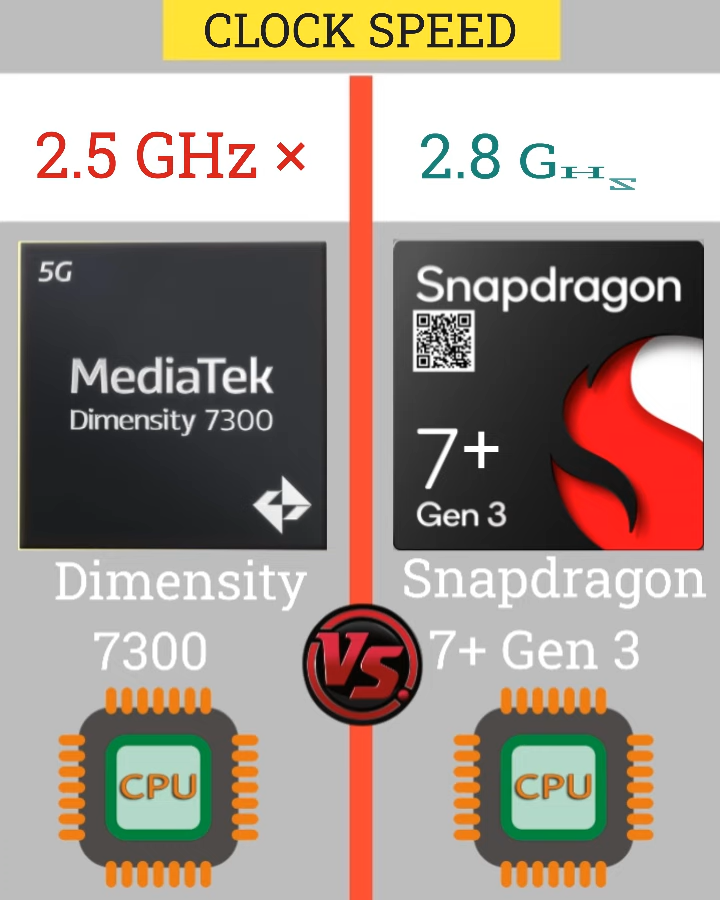 CLOCK SPEED
2.5 GHz ×
2.8 GHz
5G
MediaTek
Dimensity 7300
Snapdragon
7+
Gen 3
Dimensity
7300
Snapdragon
7+ Gen 3
VS.
CPU
CPU